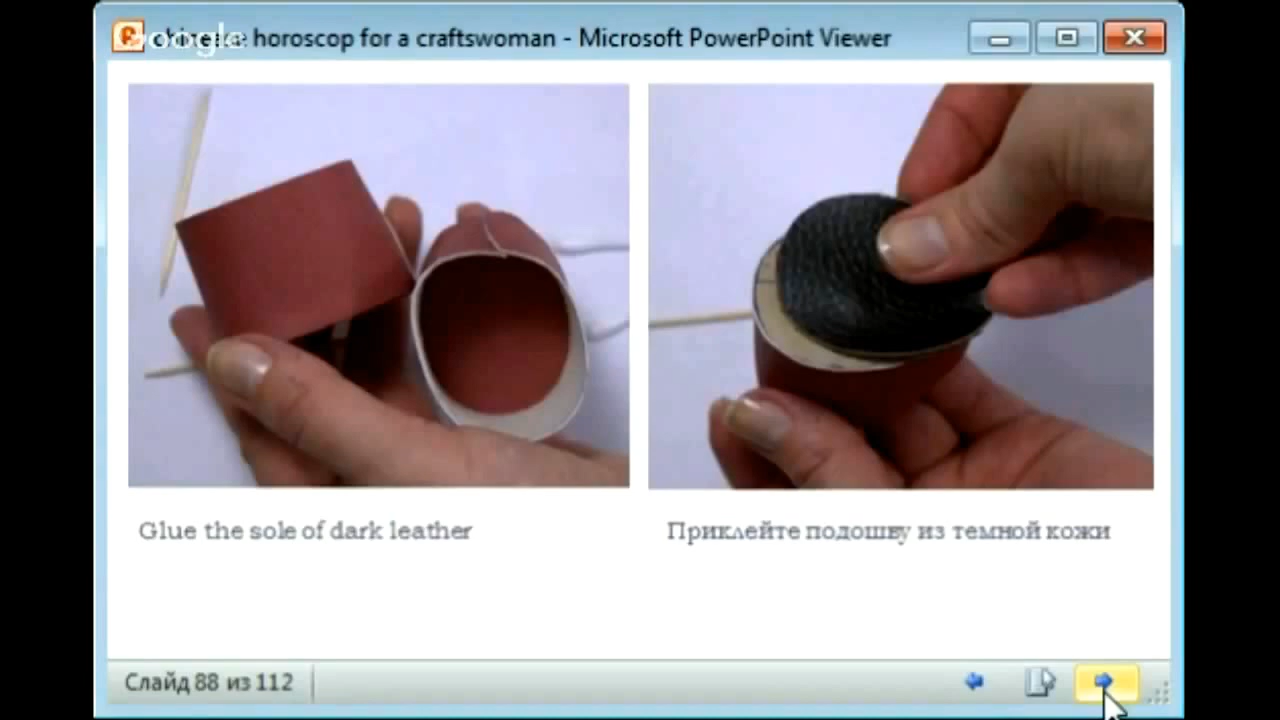 Google
horoscop for a craftswoman - Microsoft PowerPoint Viewer
Glue the sole of dark leather
Приклейте подошву из темной кожи
Слайд 88 из 112